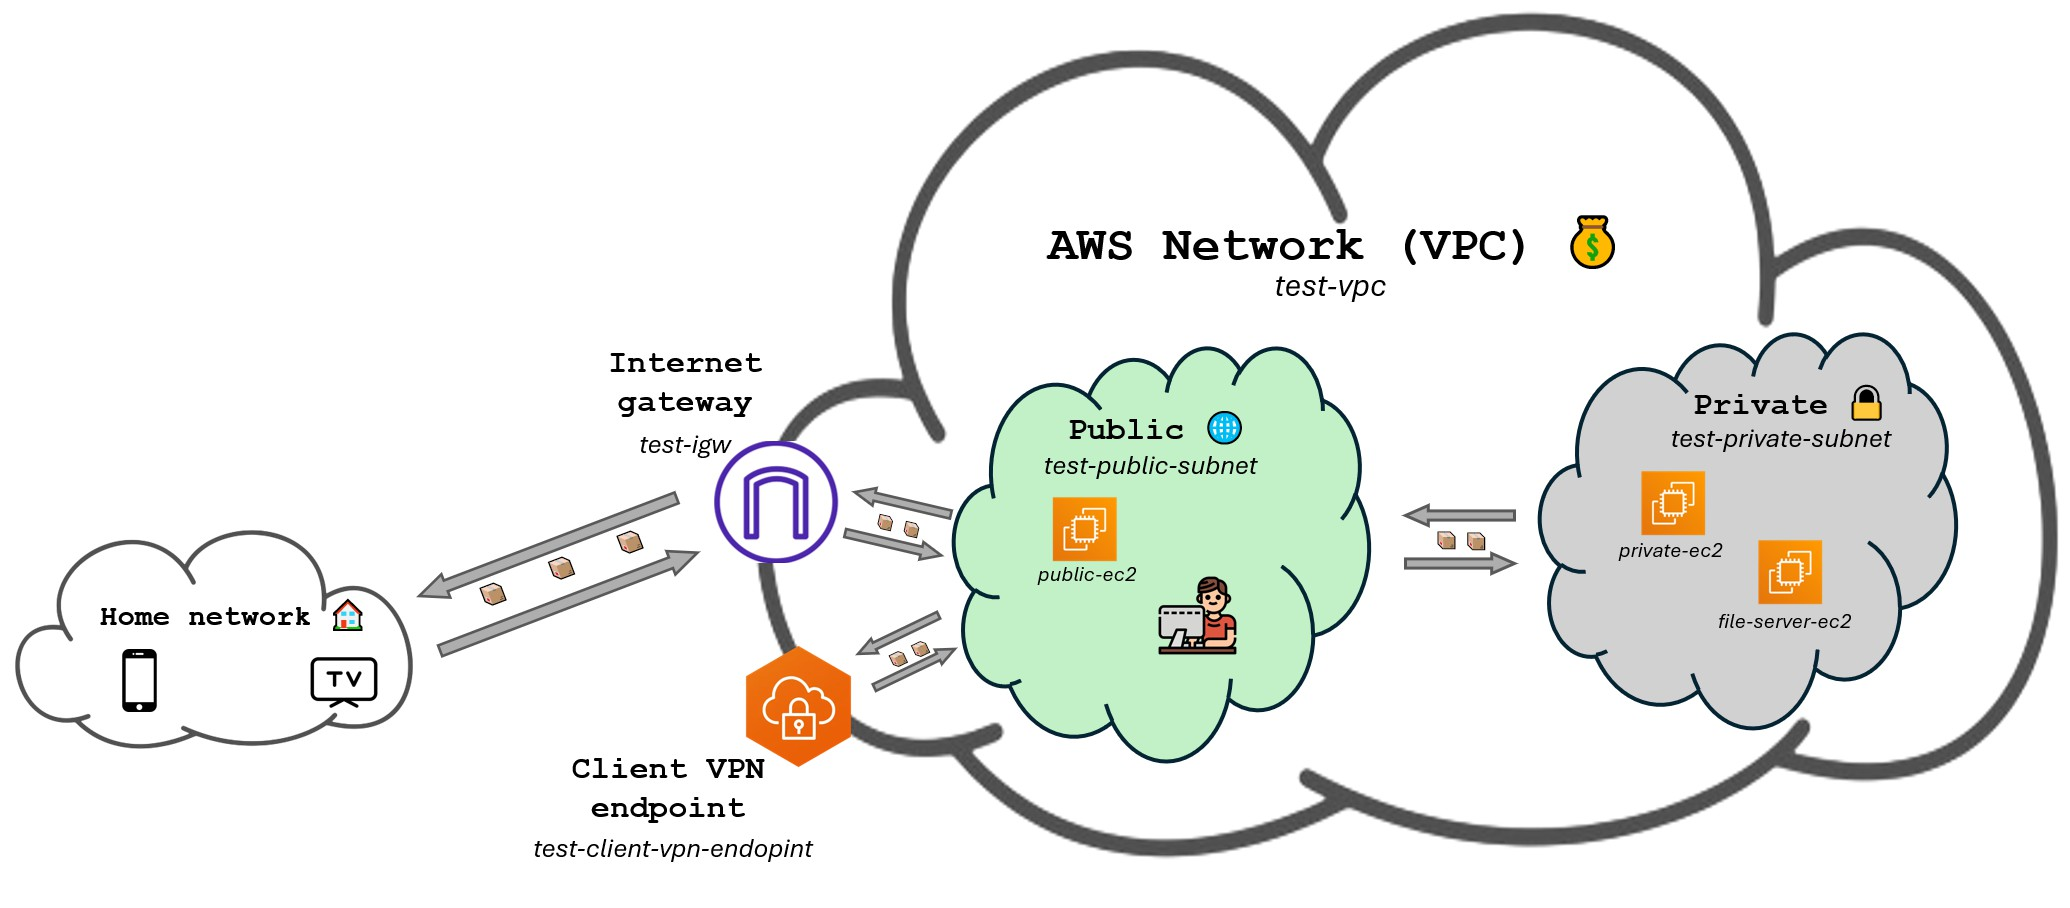 AWS Network (VPC)
test-vpc
Internet
gateway
test-igw
Public
test-public-subnet
public-ec2
Private
test-private-subnet
private-ec2
file-server-ec2
Home network
TV
Client VPN
endpoint
test-client-vpn-endopint